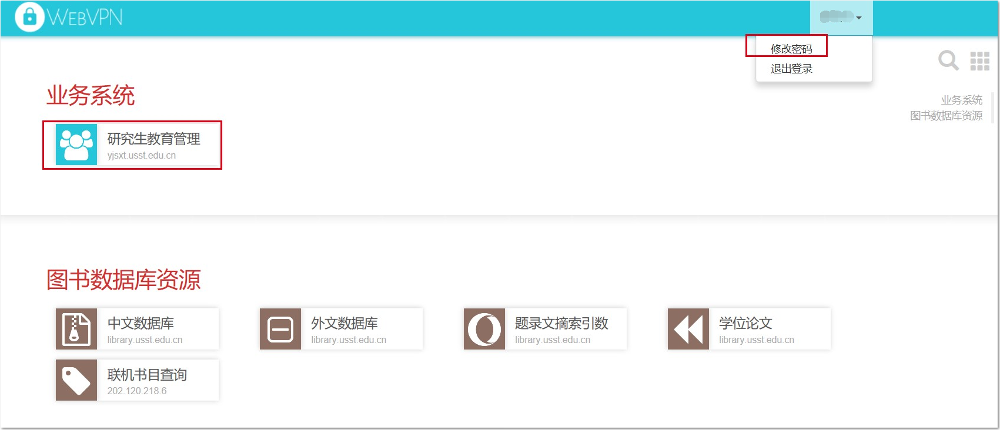 WEBVPN
修改密码
退出登录
业务系统
图书数据库资源
业务系统
研究生教育管理
yjsxt.usst.edu.cn
图书数据库资源
中文数据库
library.usst.edu.cn
外文数据库
library.usst.edu.cn
题录文摘索引数
library.usst.edu.cn
学位论文
library.usst.edu.cn
联机书目查询
202.120.218.6